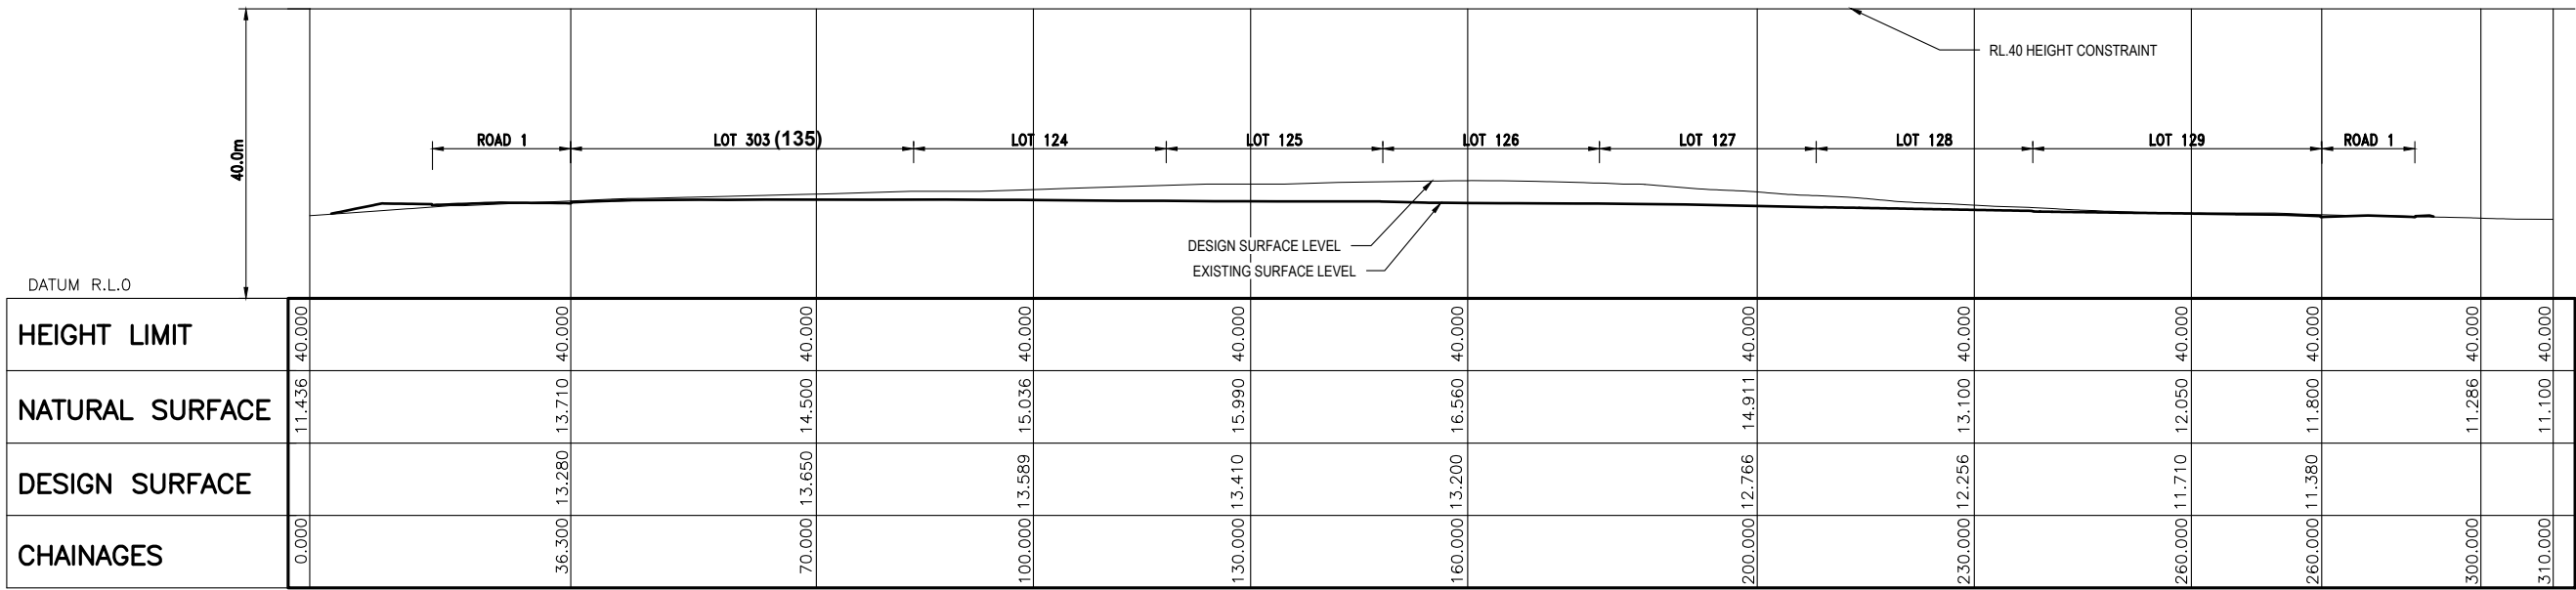 RL.40 HEIGHT CONSTRAINT
40.0m
ROAD 1
LOT 303 (135)
LOT 124
LOT 125
LOT 126
LOT 127
LOT 128
LOT 129
ROAD 1
DESIGN SURFACE LEVEL
EXISTING SURFACE LEVEL
DATUM R.L.0
HEIGHT LIMIT 40.000 40.000 40.000 40.000 40.000 40.000 40.000 40.000 40.000 40.000 40.000 40.000
NATURAL SURFACE 11.436 13.710 14.500 15.036 15.990 16.560 14.911 13.100 12.050 11.800 11.286 11.100
DESIGN SURFACE 13.280 13.650 13.589 13.410 13.200 12.766 12.256 11.710 11.380
CHAINAGES 0.000 36.300 70.000 100.000 130.000 160.000 200.000 230.000 260.000 260.000 300.000 310.000